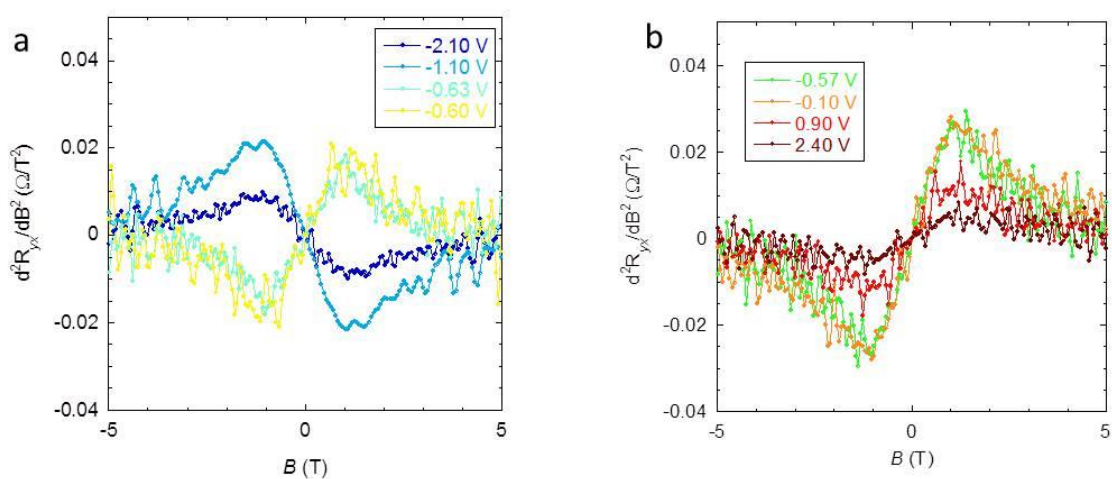 a
-2.10 V
-1.10 V
-0.63 V
-0.60 V
0.04
0.02
0
-0.02
-0.04
d²Ryx/dB² (Ω/T²)
-5
0
5
B (T)
b
-0.57 V
-0.10 V
0.90 V
2.40 V
0.04
0.02
0
-0.02
-0.04
d²Ryx/dB² (Ω/T²)
-5
0
5
B (T)